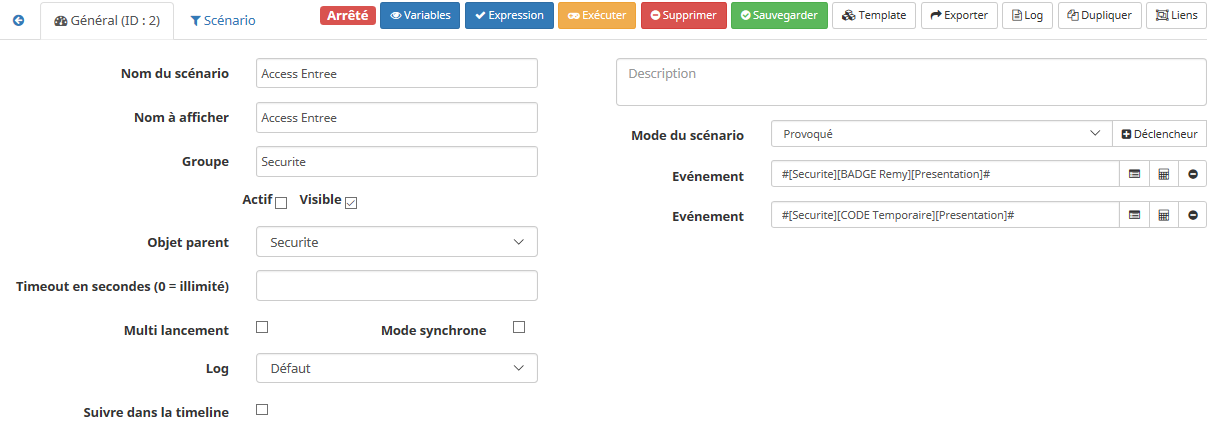 Général (ID : 2) Scénario Arrêté Variables Expression Exécuter Supprimer Sauvegarder Template Exporter Log Dupliquer Liens
Nom du scénario Access Entree
Nom à afficher Access Entree
Groupe Securite
Actif Visible
Objet parent Securite
Timeout en secondes (0 = illimité)
Multi lancement Mode synchrone
Log Défaut
Suivre dans la timeline
Description
Mode du scénario Provoqué Déclencheur
Evénement #[Securite][BADGE Remy][Presentation]#
Evénement #[Securite][CODE Temporaire][Presentation]#